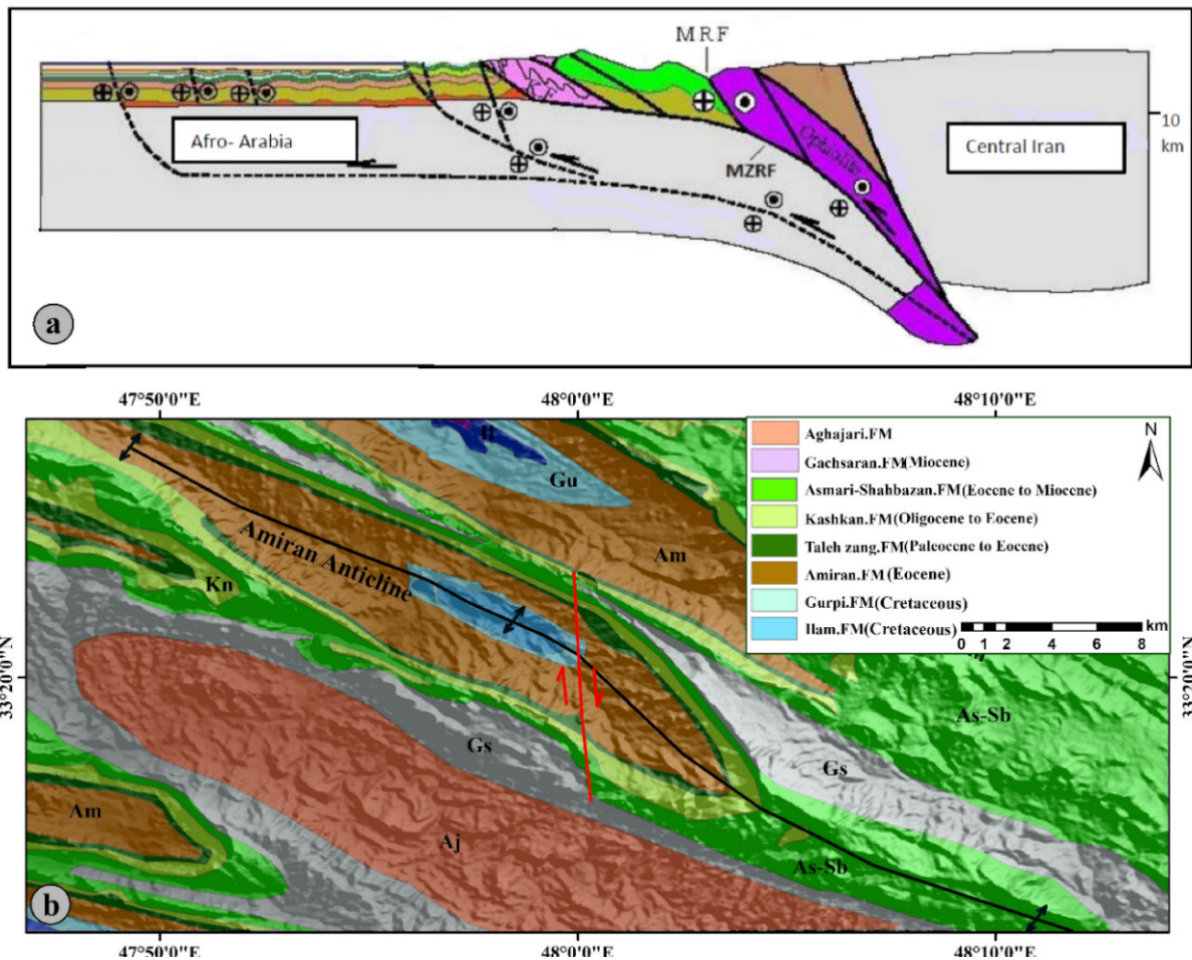 MRF
10
km
Afro- Arabia
Central Iran
Ophiolite
MZRF
a
47°50'0"E
48°0'0"E
48°10'0"E
Il
Gu
N
Aghajari.FM
Gachsaran.FM(Miocene)
Asmari-Shahbazan.FM(Eocene to Miocene)
Kashkan.FM(Oligocene to Eocene)
Taleh zang.FM(Paleocene to Eocene)
Amiran.FM (Eocene)
Gurpi.FM(Cretaceous)
Ilam.FM(Cretaceous)
0 1 2 4 6 8 km
Am
Amiran Anticline
Kn
33°20'0"N
33°20'0"N
As-Sb
Gs
Gs
Am
Aj
As-Sb
b
47°50'0"E
48°0'0"E
48°10'0"E